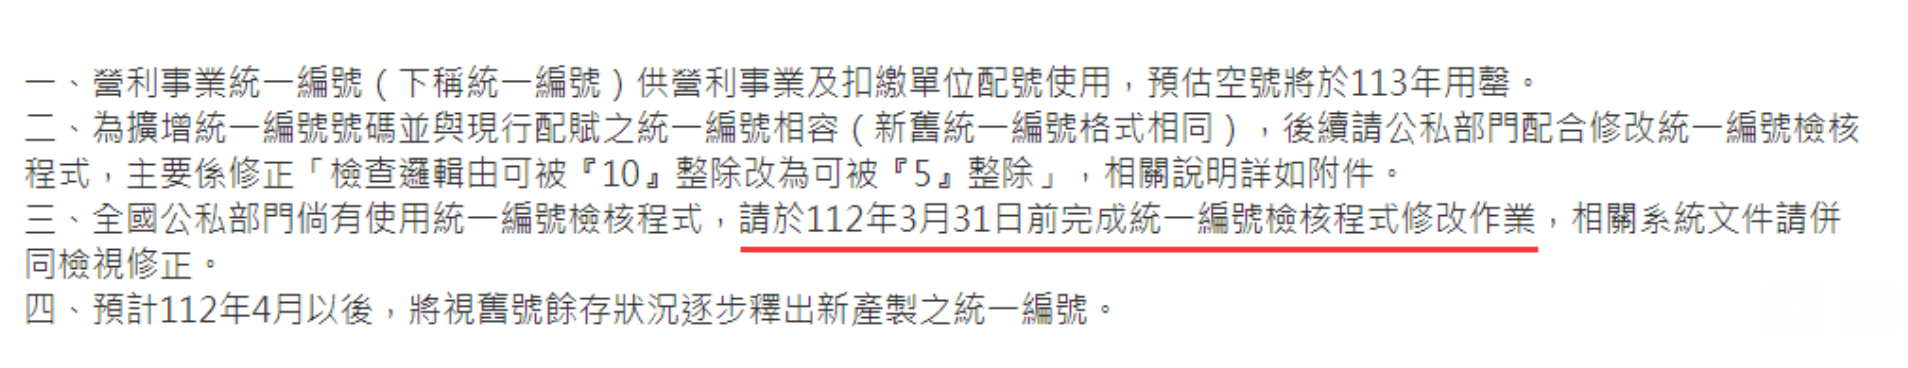 一、營利事業統一編號（下稱統一編號）供營利事業及扣繳單位配號使用，預估空號將於113年用罄。
二、為擴增統一編號號碼並與現行配賦之統一編號相容（新舊統一編號格式相同），後續請公私部門配合修改統一編號檢核
程式，主要係修正「檢查邏輯由可被『10』整除改為可被『5』整除」，相關說明詳如附件。
三、全國公私部門倘有使用統一編號檢核程式，請於112年3月31日前完成統一編號檢核程式修改作業，相關系統文件請併
同檢視修正。
四、預計112年4月以後，將視舊號餘存狀況逐步釋出新產製之統一編號。